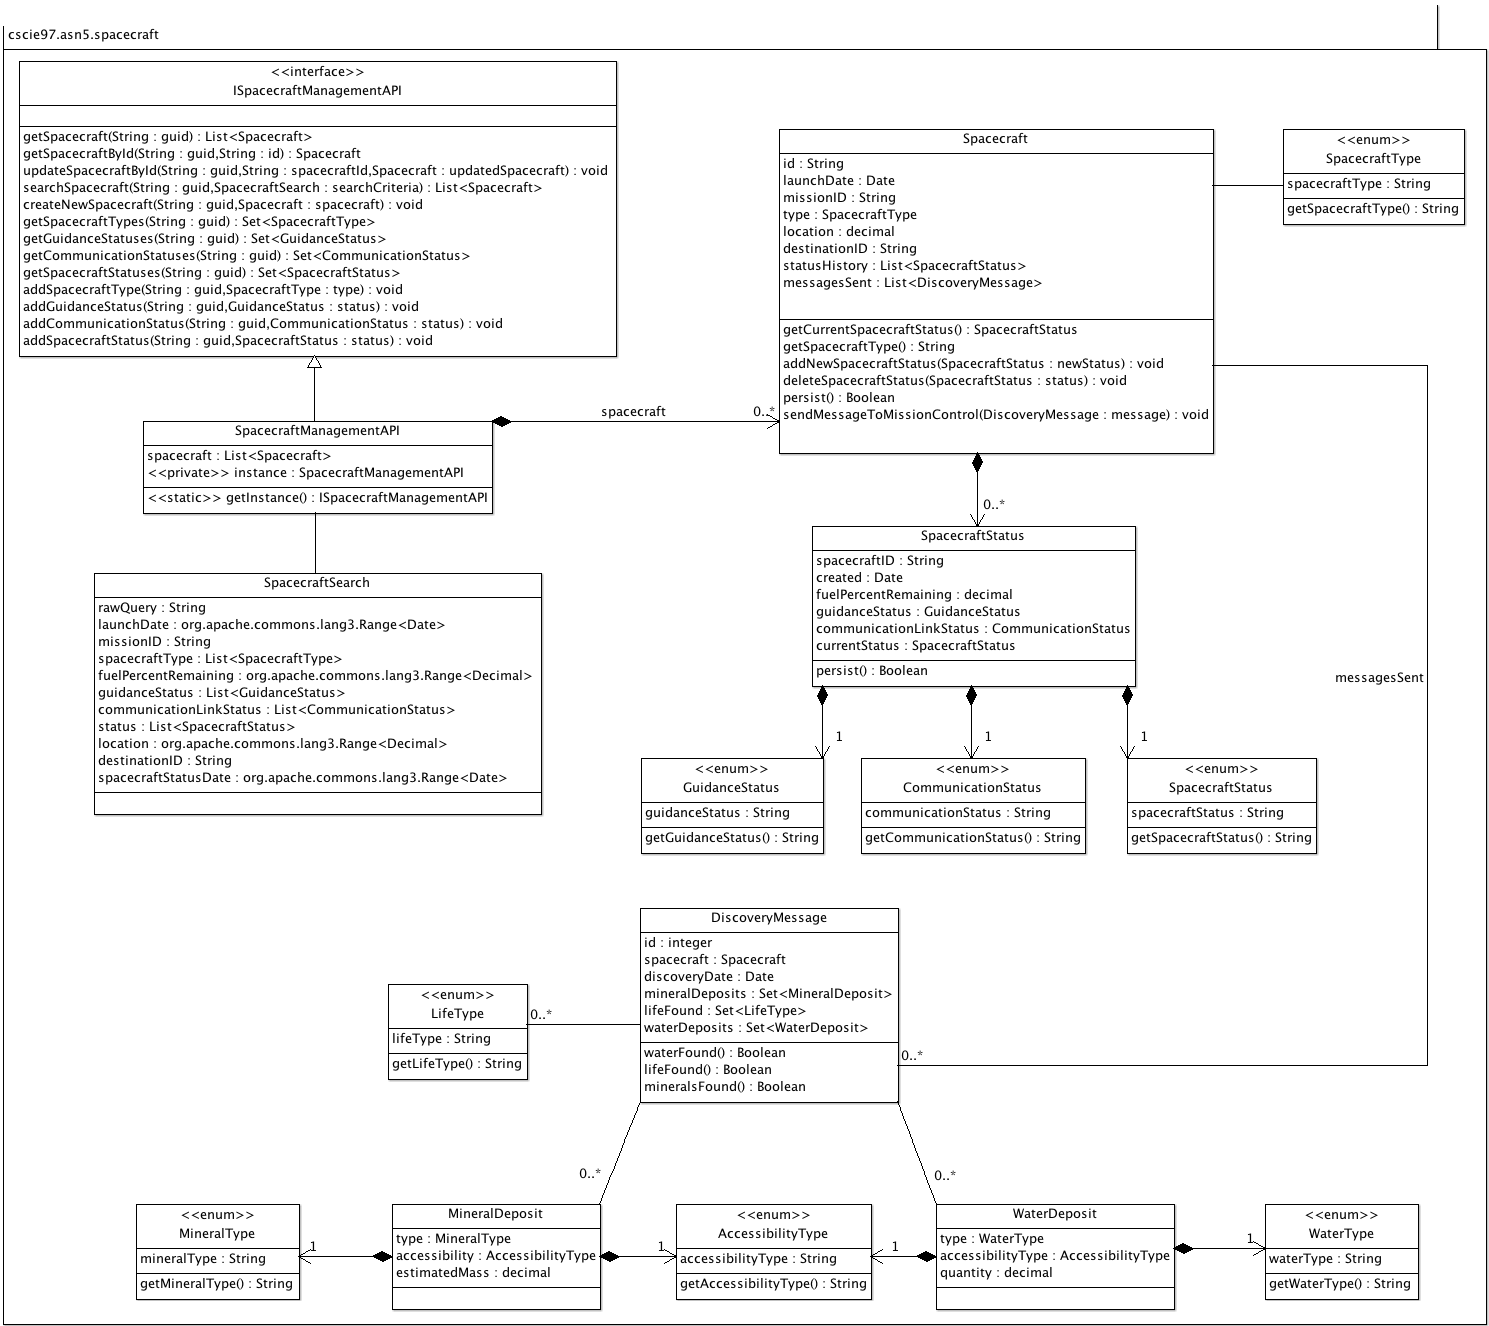 cscie97.asn5.spacecraft
<<interface>>
ISpacecraftManagementAPI
getSpacecraft(String : guid) : List<Spacecraft>
getSpacecraftById(String : guid,String : id) : Spacecraft
updateSpacecraftById(String : guid,String : spacecraftId,Spacecraft : updatedSpacecraft) : void
searchSpacecraft(String : guid,SpacecraftSearch : searchCriteria) : List<Spacecraft>
createNewSpacecraft(String : guid,Spacecraft : spacecraft) : void
getSpacecraftTypes(String : guid) : Set<SpacecraftType>
getGuidanceStatuses(String : guid) : Set<GuidanceStatus>
getCommunicationStatuses(String : guid) : Set<CommunicationStatus>
getSpacecraftStatuses(String : guid) : Set<SpacecraftStatus>
addSpacecraftType(String : guid,SpacecraftType : type) : void
addGuidanceStatus(String : guid,GuidanceStatus : status) : void
addCommunicationStatus(String : guid,CommunicationStatus : status) : void
addSpacecraftStatus(String : guid,SpacecraftStatus : status) : void
Spacecraft
id : String
launchDate : Date
missionID : String
type : SpacecraftType
location : decimal
destinationID : String
statusHistory : List<SpacecraftStatus>
messagesSent : List<DiscoveryMessage>
getCurrentSpacecraftStatus() : SpacecraftStatus
getSpacecraftType() : String
addNewSpacecraftStatus(SpacecraftStatus : newStatus) : void
deleteSpacecraftStatus(SpacecraftStatus : status) : void
persist() : Boolean
sendMessageToMissionControl(DiscoveryMessage : message) : void
<<enum>>
SpacecraftType
spacecraftType : String
getSpacecraftType() : String
spacecraft
0..*
SpacecraftManagementAPI
spacecraft : List<Spacecraft>
<<private>> instance : SpacecraftManagementAPI
<<static>> getInstance() : ISpacecraftManagementAPI
0..*
SpacecraftStatus
spacecraftID : String
created : Date
fuelPercentRemaining : decimal
guidanceStatus : GuidanceStatus
communicationLinkStatus : CommunicationStatus
currentStatus : SpacecraftStatus
persist() : Boolean
SpacecraftSearch
rawQuery : String
launchDate : org.apache.commons.lang3.Range<Date>
missionID : String
spacecraftType : List<SpacecraftType>
fuelPercentRemaining : org.apache.commons.lang3.Range<Decimal>
guidanceStatus : List<GuidanceStatus>
communicationLinkStatus : List<CommunicationStatus>
status : List<SpacecraftStatus>
location : org.apache.commons.lang3.Range<Decimal>
destinationID : String
spacecraftStatusDate : org.apache.commons.lang3.Range<Date>
messagesSent
1
1
1
<<enum>>
GuidanceStatus
guidanceStatus : String
getGuidanceStatus() : String
<<enum>>
CommunicationStatus
communicationStatus : String
getCommunicationStatus() : String
<<enum>>
SpacecraftStatus
spacecraftStatus : String
getSpacecraftStatus() : String
DiscoveryMessage
id : integer
spacecraft : Spacecraft
discoveryDate : Date
mineralDeposits : Set<MineralDeposit>
lifeFound : Set<LifeType>
waterDeposits : Set<WaterDeposit>
waterFound() : Boolean
lifeFound() : Boolean
mineralsFound() : Boolean
<<enum>>
LifeType
lifeType : String
getLifeType() : String
0..*
0..*
0..*
0..*
<<enum>>
MineralType
mineralType : String
getMineralType() : String
1
MineralDeposit
type : MineralType
accessibility : AccessibilityType
estimatedMass : decimal
1
<<enum>>
AccessibilityType
accessibilityType : String
getAccessibilityType() : String
1
WaterDeposit
type : WaterType
accessibilityType : AccessibilityType
quantity : decimal
1
<<enum>>
WaterType
waterType : String
getWaterType() : String